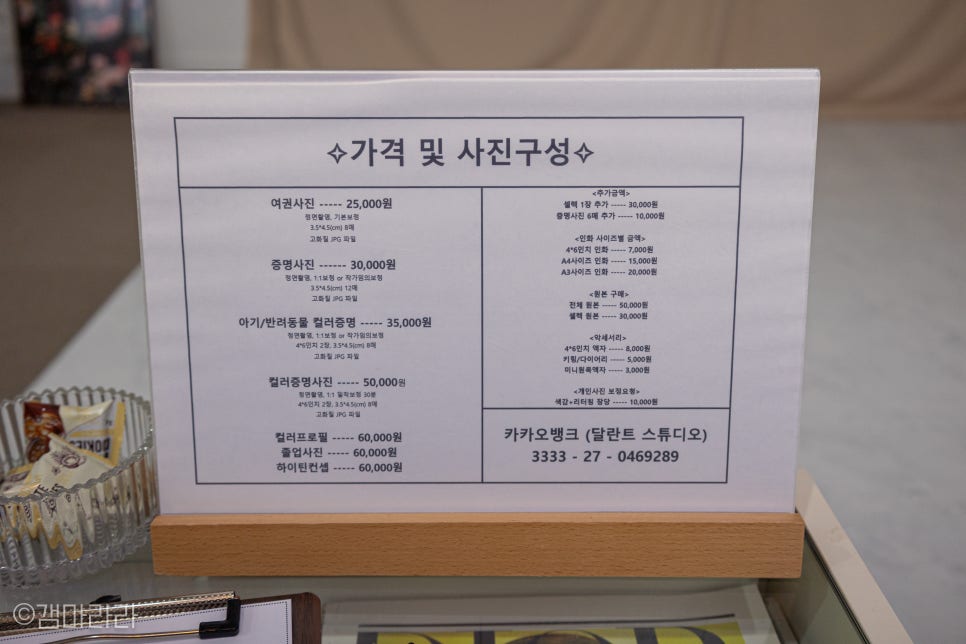 ✧가격 및 사진구성✧
여권사진 ----- 25,000원
정면촬영, 기본보정
3.5*4.5(cm) 8매
고화질 JPG 파일
증명사진 ------ 30,000원
정면촬영, 1:1보정 or 작가임의보정
3.5*4.5(cm) 12매
고화질 JPG 파일
아기/반려동물 컬러증명 ----- 35,000원
정면촬영, 1:1보정 or 작가임의보정
4*6인치 2장, 3.5*4.5(cm) 8매
고화질 JPG 파일
컬러증명사진 ----- 50,000원
정면촬영, 1:1 밀착보정 30분
4*6인치 2장, 3.5*4.5(cm) 8매
고화질 JPG 파일
컬러프로필 ----- 60,000원
졸업사진 ----- 60,000원
하이틴컨셉 ----- 60,000원
<추가금액>
셀렉 1장 추가 ----- 30,000원
증명사진 6매 추가 ----- 10,000원
<인화 사이즈별 금액>
4*6인치 인화 ----- 7,000원
A4사이즈 인화 ----- 15,000원
A3사이즈 인화 ----- 20,000원
<원본 구매>
전체 원본 ----- 50,000원
셀렉 원본 ----- 30,000원
<악세서리>
4*6인치 액자 ----- 8,000원
키링/다이어리 ----- 5,000원
미니원목액자 ----- 3,000원
<개인사진 보정요청>
색감+리터링 장당 ----- 10,000원
카카오뱅크 (달란트 스튜디오)
3333 - 27 - 0469289
©갬마라라